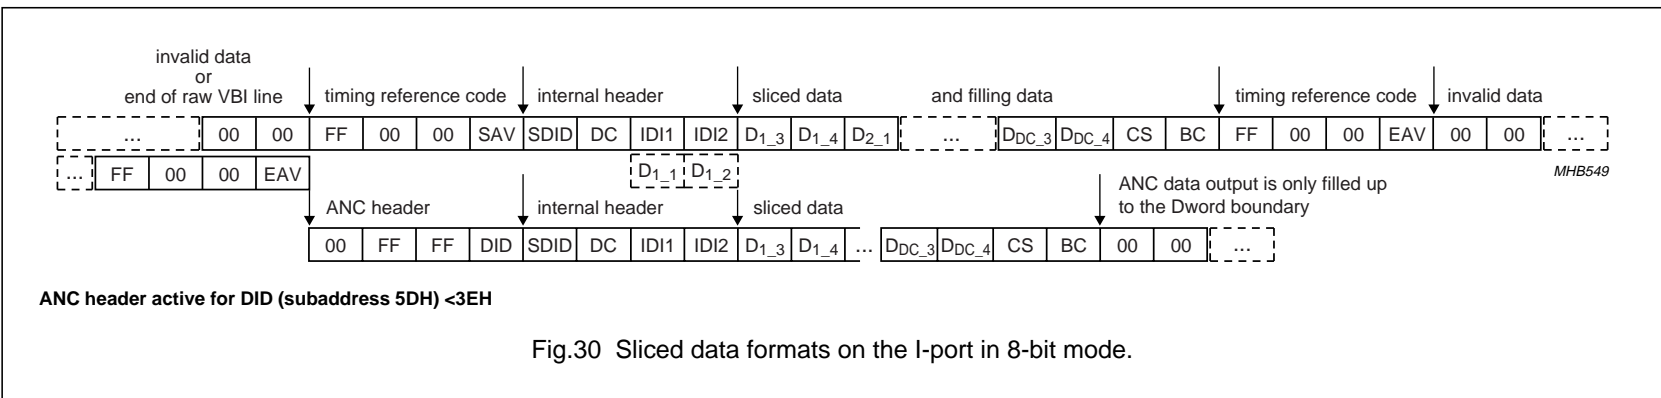 invalid data
or
end of raw VBI line
timing reference code
internal header
sliced data
and filling data
timing reference code
invalid data
... 00 00 FF 00 00 SAV SDID DC IDI1 IDI2 D1_3 D1_4 D2_1 ... DDC_3 DDC_4 CS BC FF 00 00 EAV 00 00 ...
... FF 00 00 EAV
D1_1 D1_2
MHB549
ANC header
internal header
sliced data
ANC data output is only filled up
to the Dword boundary
00 FF FF DID SDID DC IDI1 IDI2 D1_3 D1_4 ... DDC_3 DDC_4 CS BC 00 00 ...
ANC header active for DID (subaddress 5DH) <3EH
Fig.30 Sliced data formats on the I-port in 8-bit mode.